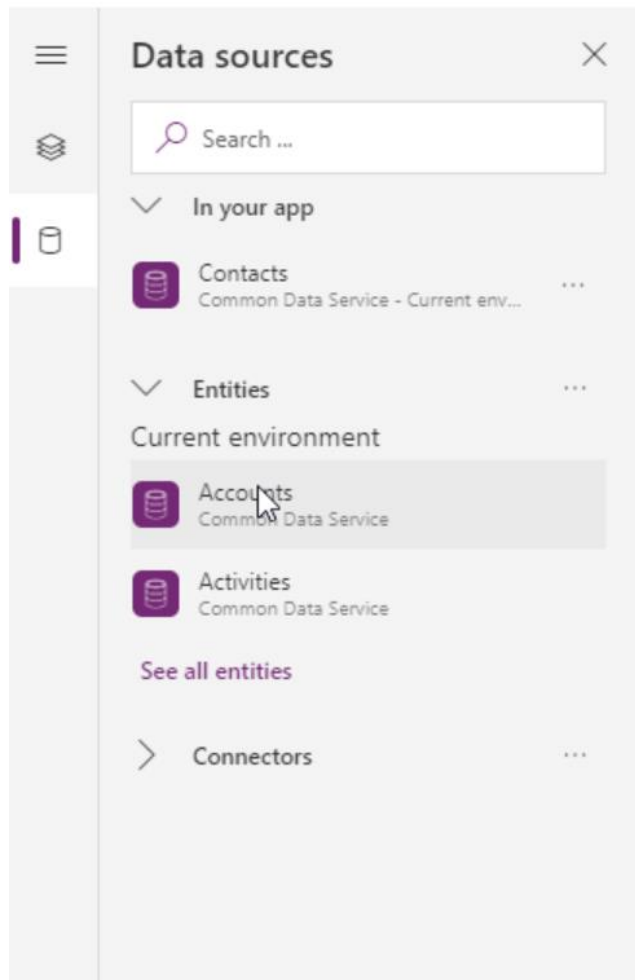 Data sources
Search ...
In your app
Contacts
Common Data Service - Current env...
Entities
Current environment
Accounts
Common Data Service
Activities
Common Data Service
See all entities
Connectors